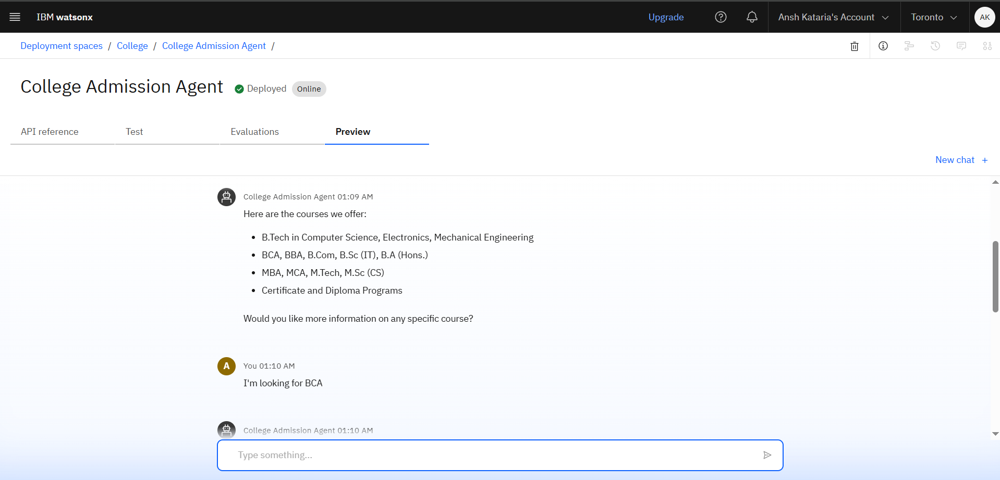 IBM watsonx Upgrade Ansh Kataria's Account Toronto AK
Deployment spaces / College / College Admission Agent /
College Admission Agent Deployed Online
API reference Test Evaluations Preview
New chat +
College Admission Agent 01:09 AM
Here are the courses we offer:
• B.Tech in Computer Science, Electronics, Mechanical Engineering
• BCA, BBA, B.Com, B.Sc (IT), B.A (Hons.)
• MBA, MCA, M.Tech, M.Sc (CS)
• Certificate and Diploma Programs
Would you like more information on any specific course?
A You 01:10 AM
I'm looking for BCA
College Admission Agent 01:10 AM
Type something...